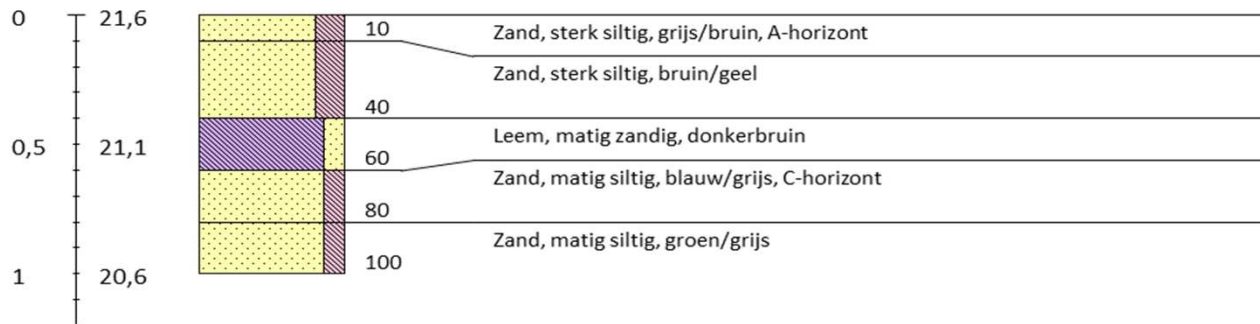 0 21,6
10 Zand, sterk siltig, grijs/bruin, A-horizont
Zand, sterk siltig, bruin/geel
40
0,5 21,1 Leem, matig zandig, donkerbruin
60
Zand, matig siltig, blauw/grijs, C-horizont
80
Zand, matig siltig, groen/grijs
100
1 20,6